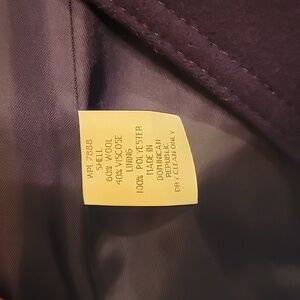 WPL 7888
SHELL
60% WOOL
40% VISCOSE
LINING
100% POLYESTER
MADE IN
DOMINICAN
REPUBLIC
DRY CLEAN ONLY